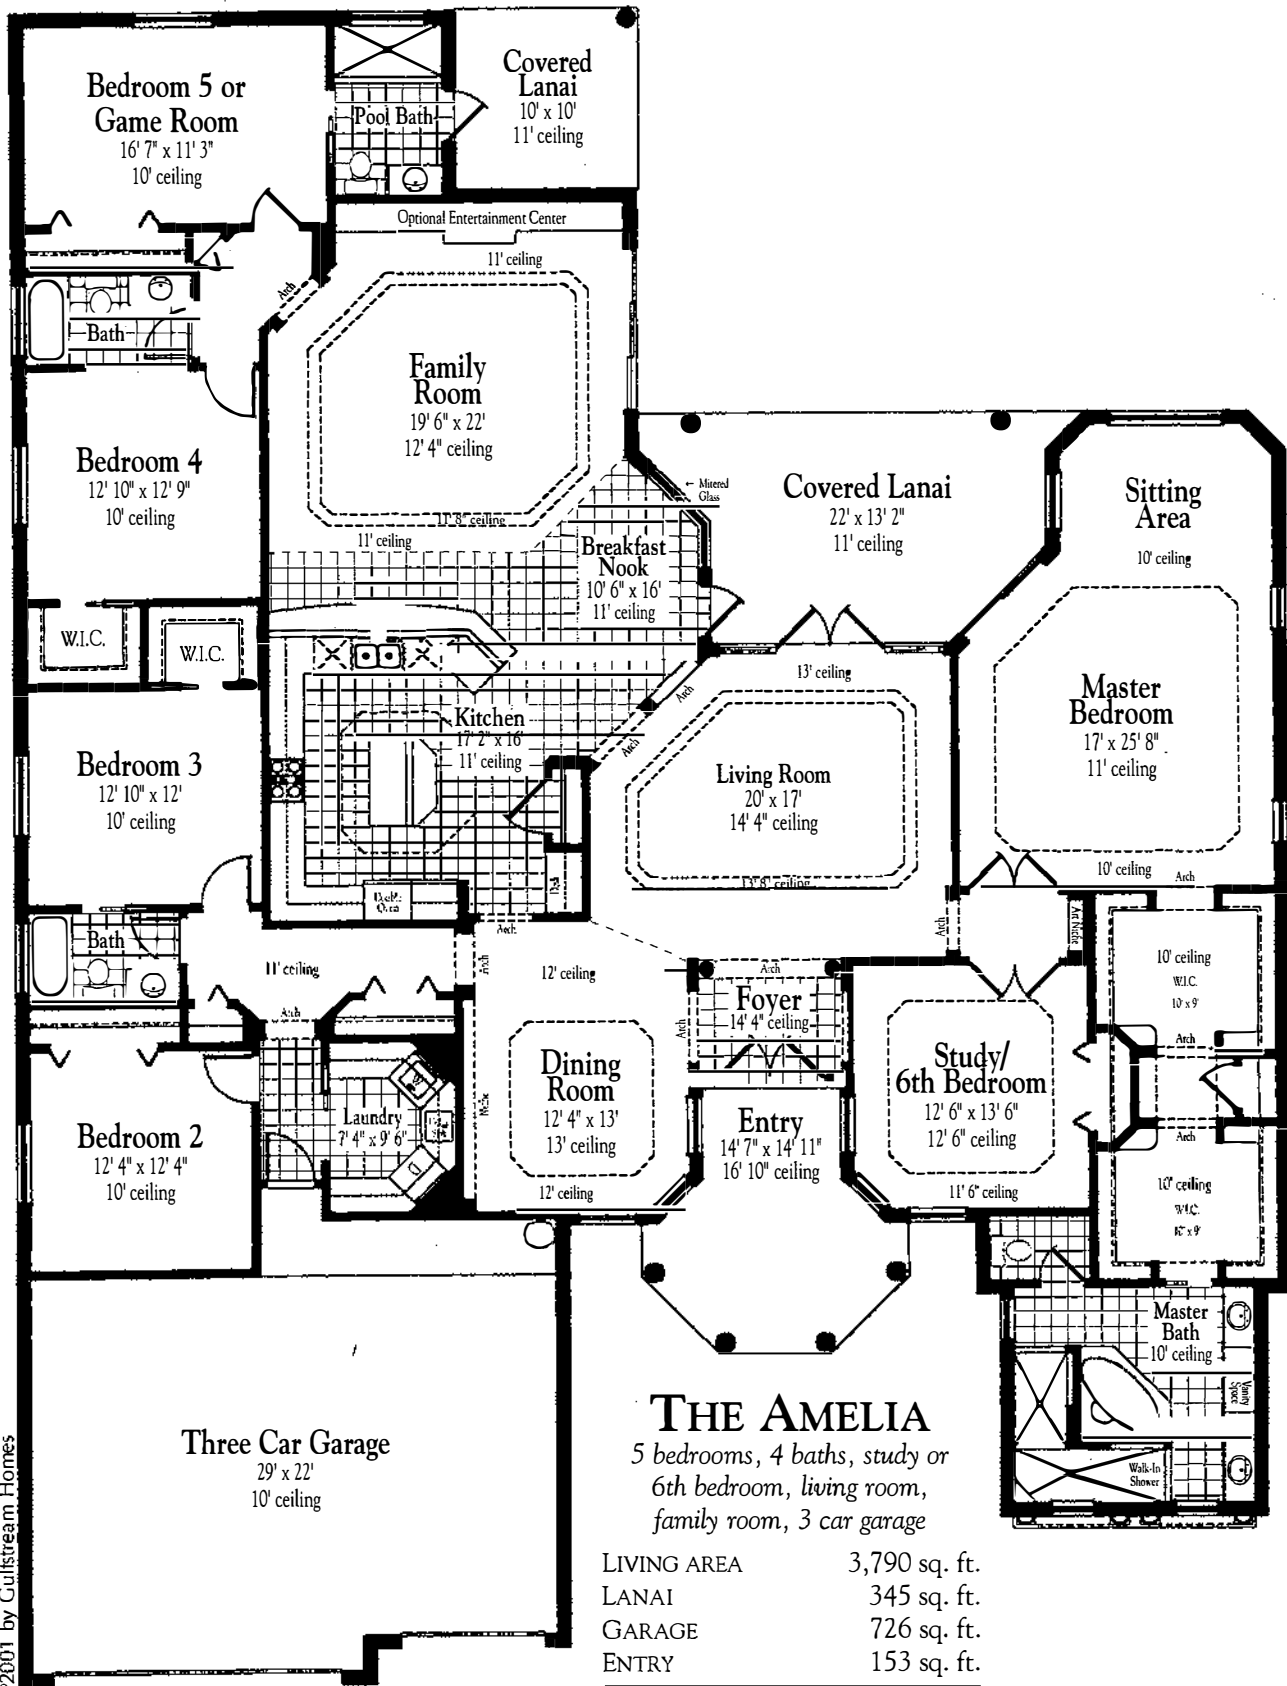 Bedroom 5 or
Game Room
16' 7" x 11' 3"
10' ceiling
Pool Bath
Covered
Lanai
10' x 10'
11' ceiling
Optional Entertainment Center
11' ceiling
Arch
Bath
Family
Room
19' 6" x 22'
12' 4" ceiling
11' 8" ceiling
11' ceiling
Bedroom 4
12' 10" x 12' 9"
10' ceiling
← Mitered
Glass
Covered Lanai
22' x 13' 2"
11' ceiling
Sitting
Area
10' ceiling
Breakfast
Nook
10' 6" x 16'
11' ceiling
W.I.C.
W.I.C.
Kitchen
17' 2" x 16'
11' ceiling
Arch
Arch
13' ceiling
Living Room
20' x 17'
14' 4" ceiling
13' 8" ceiling
Master
Bedroom
17' x 25' 8"
11' ceiling
10' ceiling
Arch
Bedroom 3
12' 10" x 12'
10' ceiling
Double
Oven
Desk
Arch
Arch
Bath
11' ceiling
Arch
12' ceiling
Arch
Arch
Art Niche
Arch
Foyer
14' 4" ceiling
10' ceiling
W.I.C.
10' x 9'
Arch
Dining
Room
12' 4" x 13'
13' ceiling
12' ceiling
Niche
Study/
6th Bedroom
12' 6" x 13' 6"
12' 6" ceiling
11' 6" ceiling
Entry
14' 7" x 14' 11"
16' 10" ceiling
Laundry
7' 4" x 9' 6"
W
D
Bedroom 2
12' 4" x 12' 4"
10' ceiling
Arch
10' ceiling
W.I.C.
Master
Bath
10' ceiling
Vanity
Space
Walk-In
Shower
Three Car Garage
29' x 22'
10' ceiling
THE AMELIA
5 bedrooms, 4 baths, study or
6th bedroom, living room,
family room, 3 car garage
LIVING AREA 3,790 sq. ft.
LANAI 345 sq. ft.
GARAGE 726 sq. ft.
ENTRY 153 sq. ft.
©2001 by Gulfstream Homes